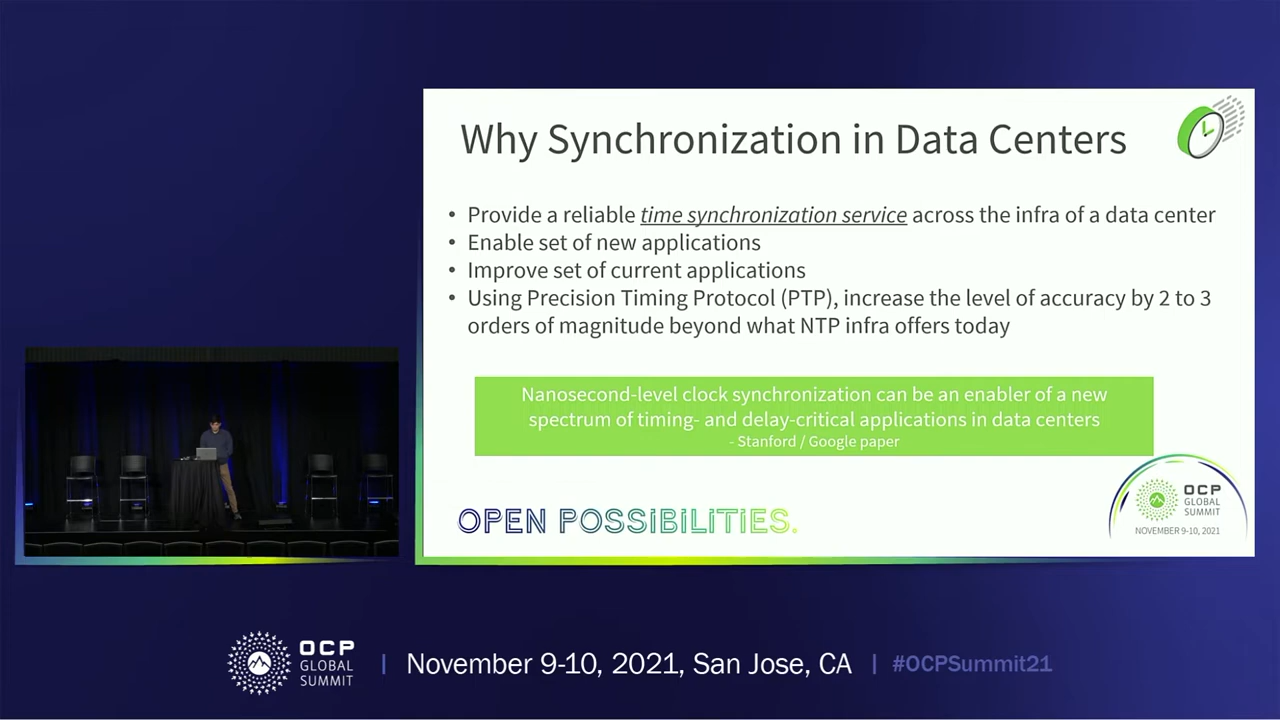 Why Synchronization in Data Centers
• Provide a reliable time synchronization service across the infra of a data center
• Enable set of new applications
• Improve set of current applications
• Using Precision Timing Protocol (PTP), increase the level of accuracy by 2 to 3
orders of magnitude beyond what NTP infra offers today
Nanosecond-level clock synchronization can be an enabler of a new
spectrum of timing- and delay-critical applications in data centers
- Stanford / Google paper
OPEN POSSIBILITIES.
OCP
GLOBAL
SUMMIT
NOVEMBER 9-10, 2021
OCP
GLOBAL
SUMMIT
| November 9-10, 2021, San Jose, CA | #OCPSummit21